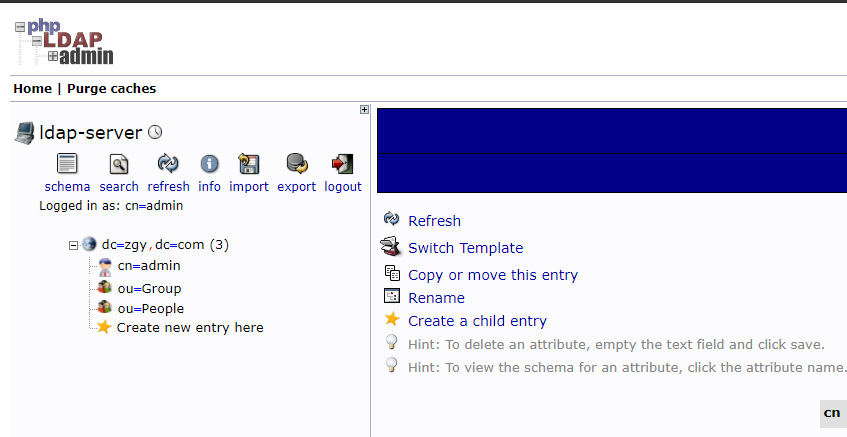 php
LDAP
admin
Home | Purge caches
ldap-server
schema search refresh info import export logout
Logged in as: cn=admin
dc=zgy,dc=com (3)
cn=admin
ou=Group
ou=People
Create new entry here
Refresh
Switch Template
Copy or move this entry
Rename
Create a child entry
Hint: To delete an attribute, empty the text field and click save.
Hint: To view the schema for an attribute, click the attribute name.
cn